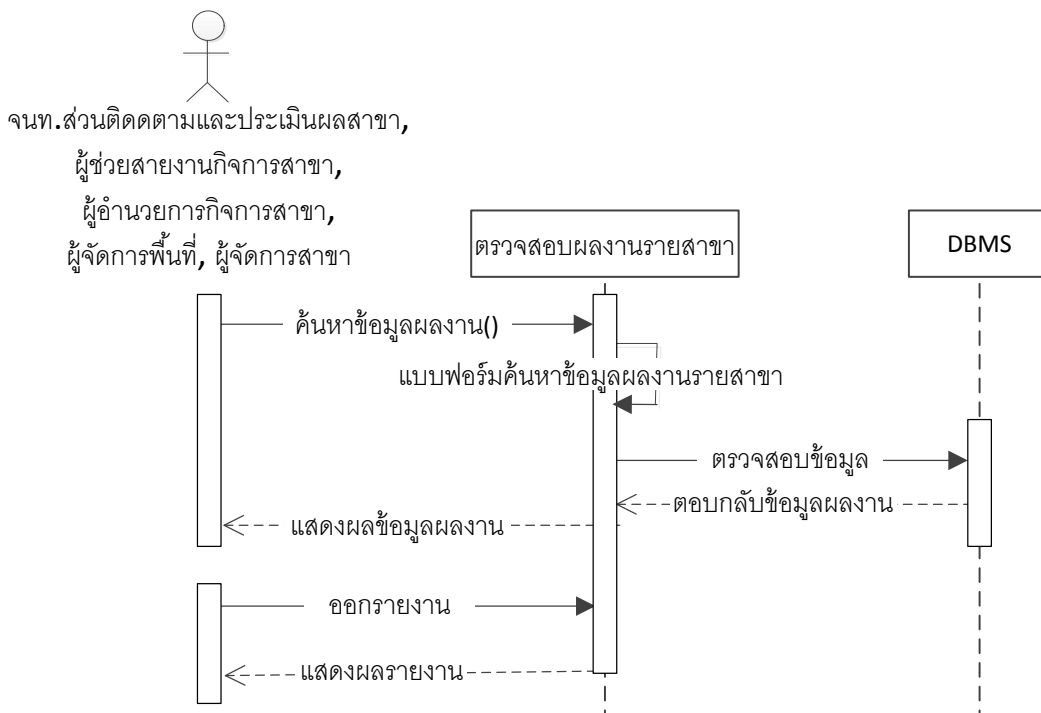 จนท.ส่วนติดดตามและประเมินผลสาขา,
ผู้ช่วยสายงานกิจการสาขา,
ผู้อำนวยการกิจการสาขา,
ผู้จัดการพื้นที่, ผู้จัดการสาขา
ตรวจสอบผลงานรายสาขา
DBMS
ค้นหาข้อมูลผลงาน()
แบบฟอร์มค้นหาข้อมูลผลงานรายสาขา
ตรวจสอบข้อมูล
ตอบกลับข้อมูลผลงาน
แสดงผลข้อมูลผลงาน
ออกรายงาน
แสดงผลรายงาน